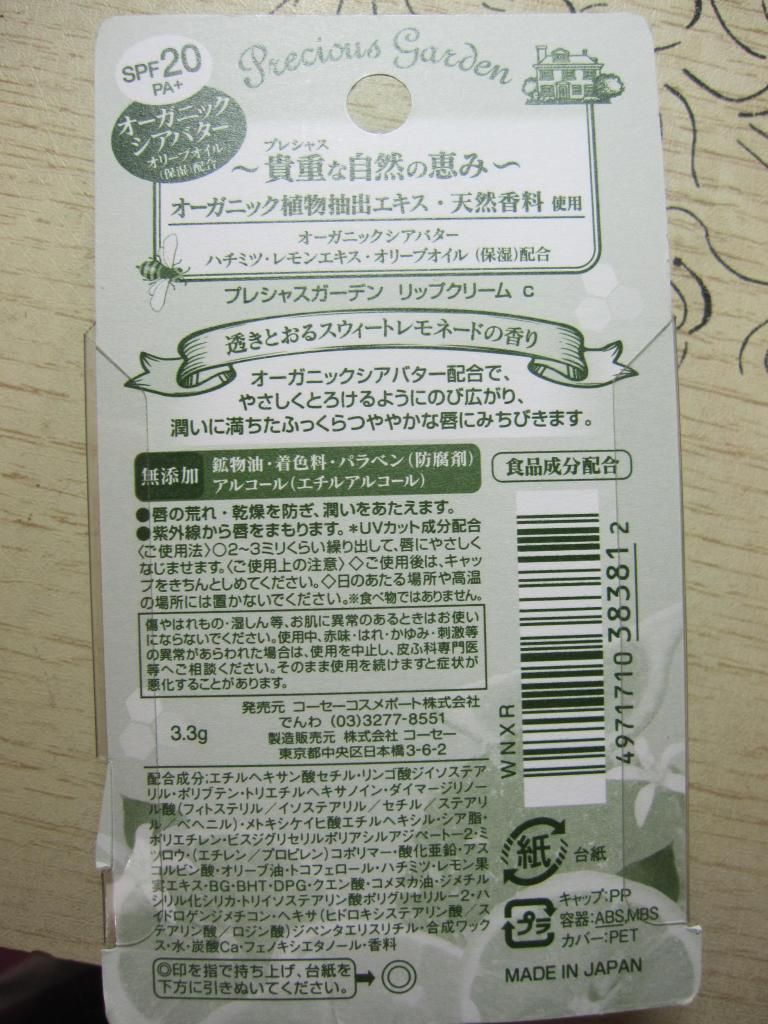 SPF20
PA+
Precious Garden
オーガニック
シアバター
オリーブオイル
(保湿)配合
プレシャス
～貴重な自然の恵み～
オーガニック植物抽出エキス・天然香料 使用
オーガニックシアバター
ハチミツ・レモンエキス・オリーブオイル (保湿)配合
プレシャスガーデン リップクリーム C
透きとおるスウィートレモネードの香り
オーガニックシアバター配合で、
やさしくとろけるようにのび広がり、
潤いに満ちたふっくらつややかな唇にみちびきます。
無添加
鉱物油・着色料・パラベン(防腐剤)
アルコール(エチルアルコール)
食品成分配合
●唇の荒れ・乾燥を防ぎ、潤いをあたえます。
●紫外線から唇をまもります。*UVカット成分配合
〈ご使用法〉○2～3ミリくらい繰り出して、唇にやさしく
なじませます。〈ご使用上の注意〉◇ご使用後は、キャッ
プをきちんとしめてください。◇日のあたる場所や高温
の場所には置かないでください。※食べ物ではありません。
傷やはれもの・湿しん等、お肌に異常のあるときはお使い
にならないでください。使用中、赤味・はれ・かゆみ・刺激等
の異常があらわれた場合は、使用を中止し、皮ふ科専門医
等へご相談ください。そのまま使用を続けますと症状が
悪化することがあります。
3.3g
発売元 コーセーコスメポート株式会社
でんわ (03)3277-8551
製造販売元 株式会社 コーセー
東京都中央区日本橋3-6-2
WNXR
4971710 383812
配合成分:エチルヘキサン酸セチル・リンゴ酸ジイソステア
リル・ポリブテン・トリエチルヘキサノイン・ダイマージリノー
ル酸(フィトステリル/イソステアリル/セチル/ステアリ
ル/ベヘニル)・メトキシケイヒ酸エチルヘキシル・シア脂・
ポリエチレン・ビスジグリセリルポリアシルアジペート-2・ミ
ツロウ・(エチレン/プロピレン)コポリマー・酸化亜鉛・アス
コルビン酸・オリーブ油・トコフェロール・ハチミツ・レモン果
実エキス・BG・BHT・DPG・クエン酸・コメヌカ油・ジメチル
シリル化シリカ・トリイソステアリン酸ポリグリセリル-2・ハ
イドロゲンジメチコン・ヘキサ(ヒドロキシステアリン酸/ス
テアリン酸/ロジン酸)ジペンタエリスリチル・合成ワック
ス・水・炭酸Ca・フェノキシエタノール・香料
紙
台紙
プラ
キャップ:PP
容器:ABS,MBS
カバー:PET
◎印を指で持ち上げ、台紙を
下方に引きぬいてください。
MADE IN JAPAN